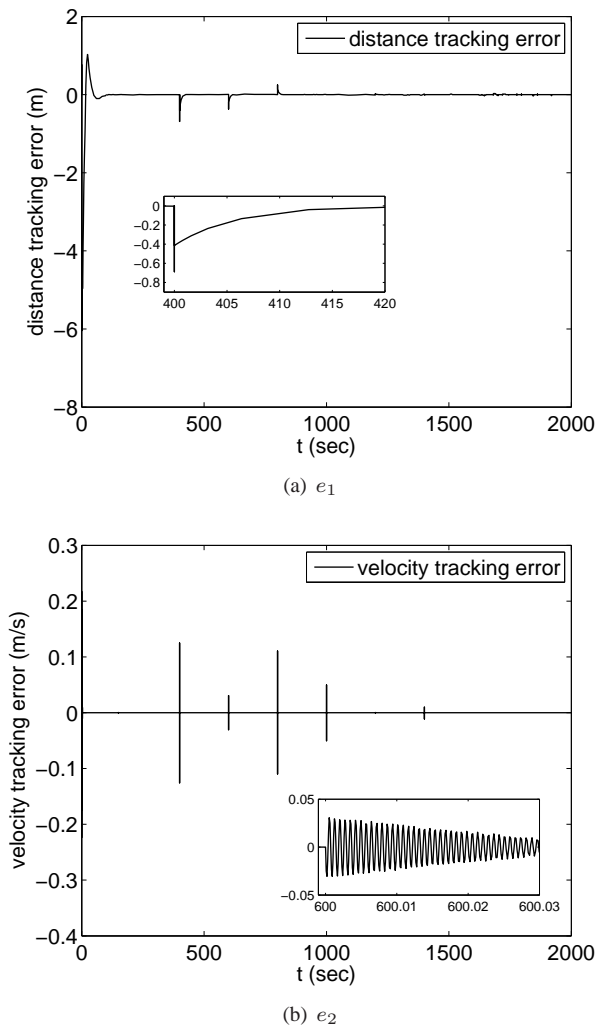 2
0
−2
−4
−6
−8
distance tracking error (m)
distance tracking error
0
−0.2
−0.4
−0.6
−0.8
400 405 410 415 420
0 500 1000 1500 2000
t (sec)
(a) e1
0.3
0.2
0.1
0
−0.1
−0.2
−0.3
−0.4
velocity tracking error (m/s)
velocity tracking error
0.05
0
−0.05
600 600.01 600.02 600.03
0 500 1000 1500 2000
t (sec)
(b) e2